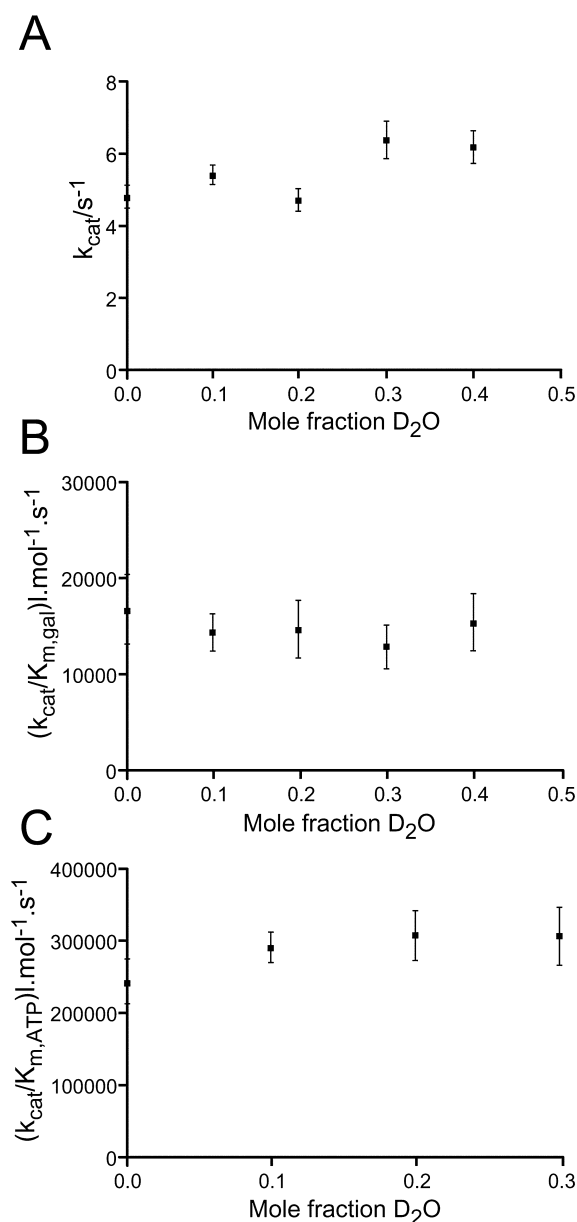 A
8
6
4
2
0
k_cat/s⁻¹
0.0 0.1 0.2 0.3 0.4 0.5
Mole fraction D₂O
B
30000
20000
10000
0
(k_cat/K_m,gal)l.mol⁻¹.s⁻¹
0.0 0.1 0.2 0.3 0.4 0.5
Mole fraction D₂O
C
400000
300000
200000
100000
0
(k_cat/K_m,ATP)l.mol⁻¹.s⁻¹
0.0 0.1 0.2 0.3
Mole fraction D₂O